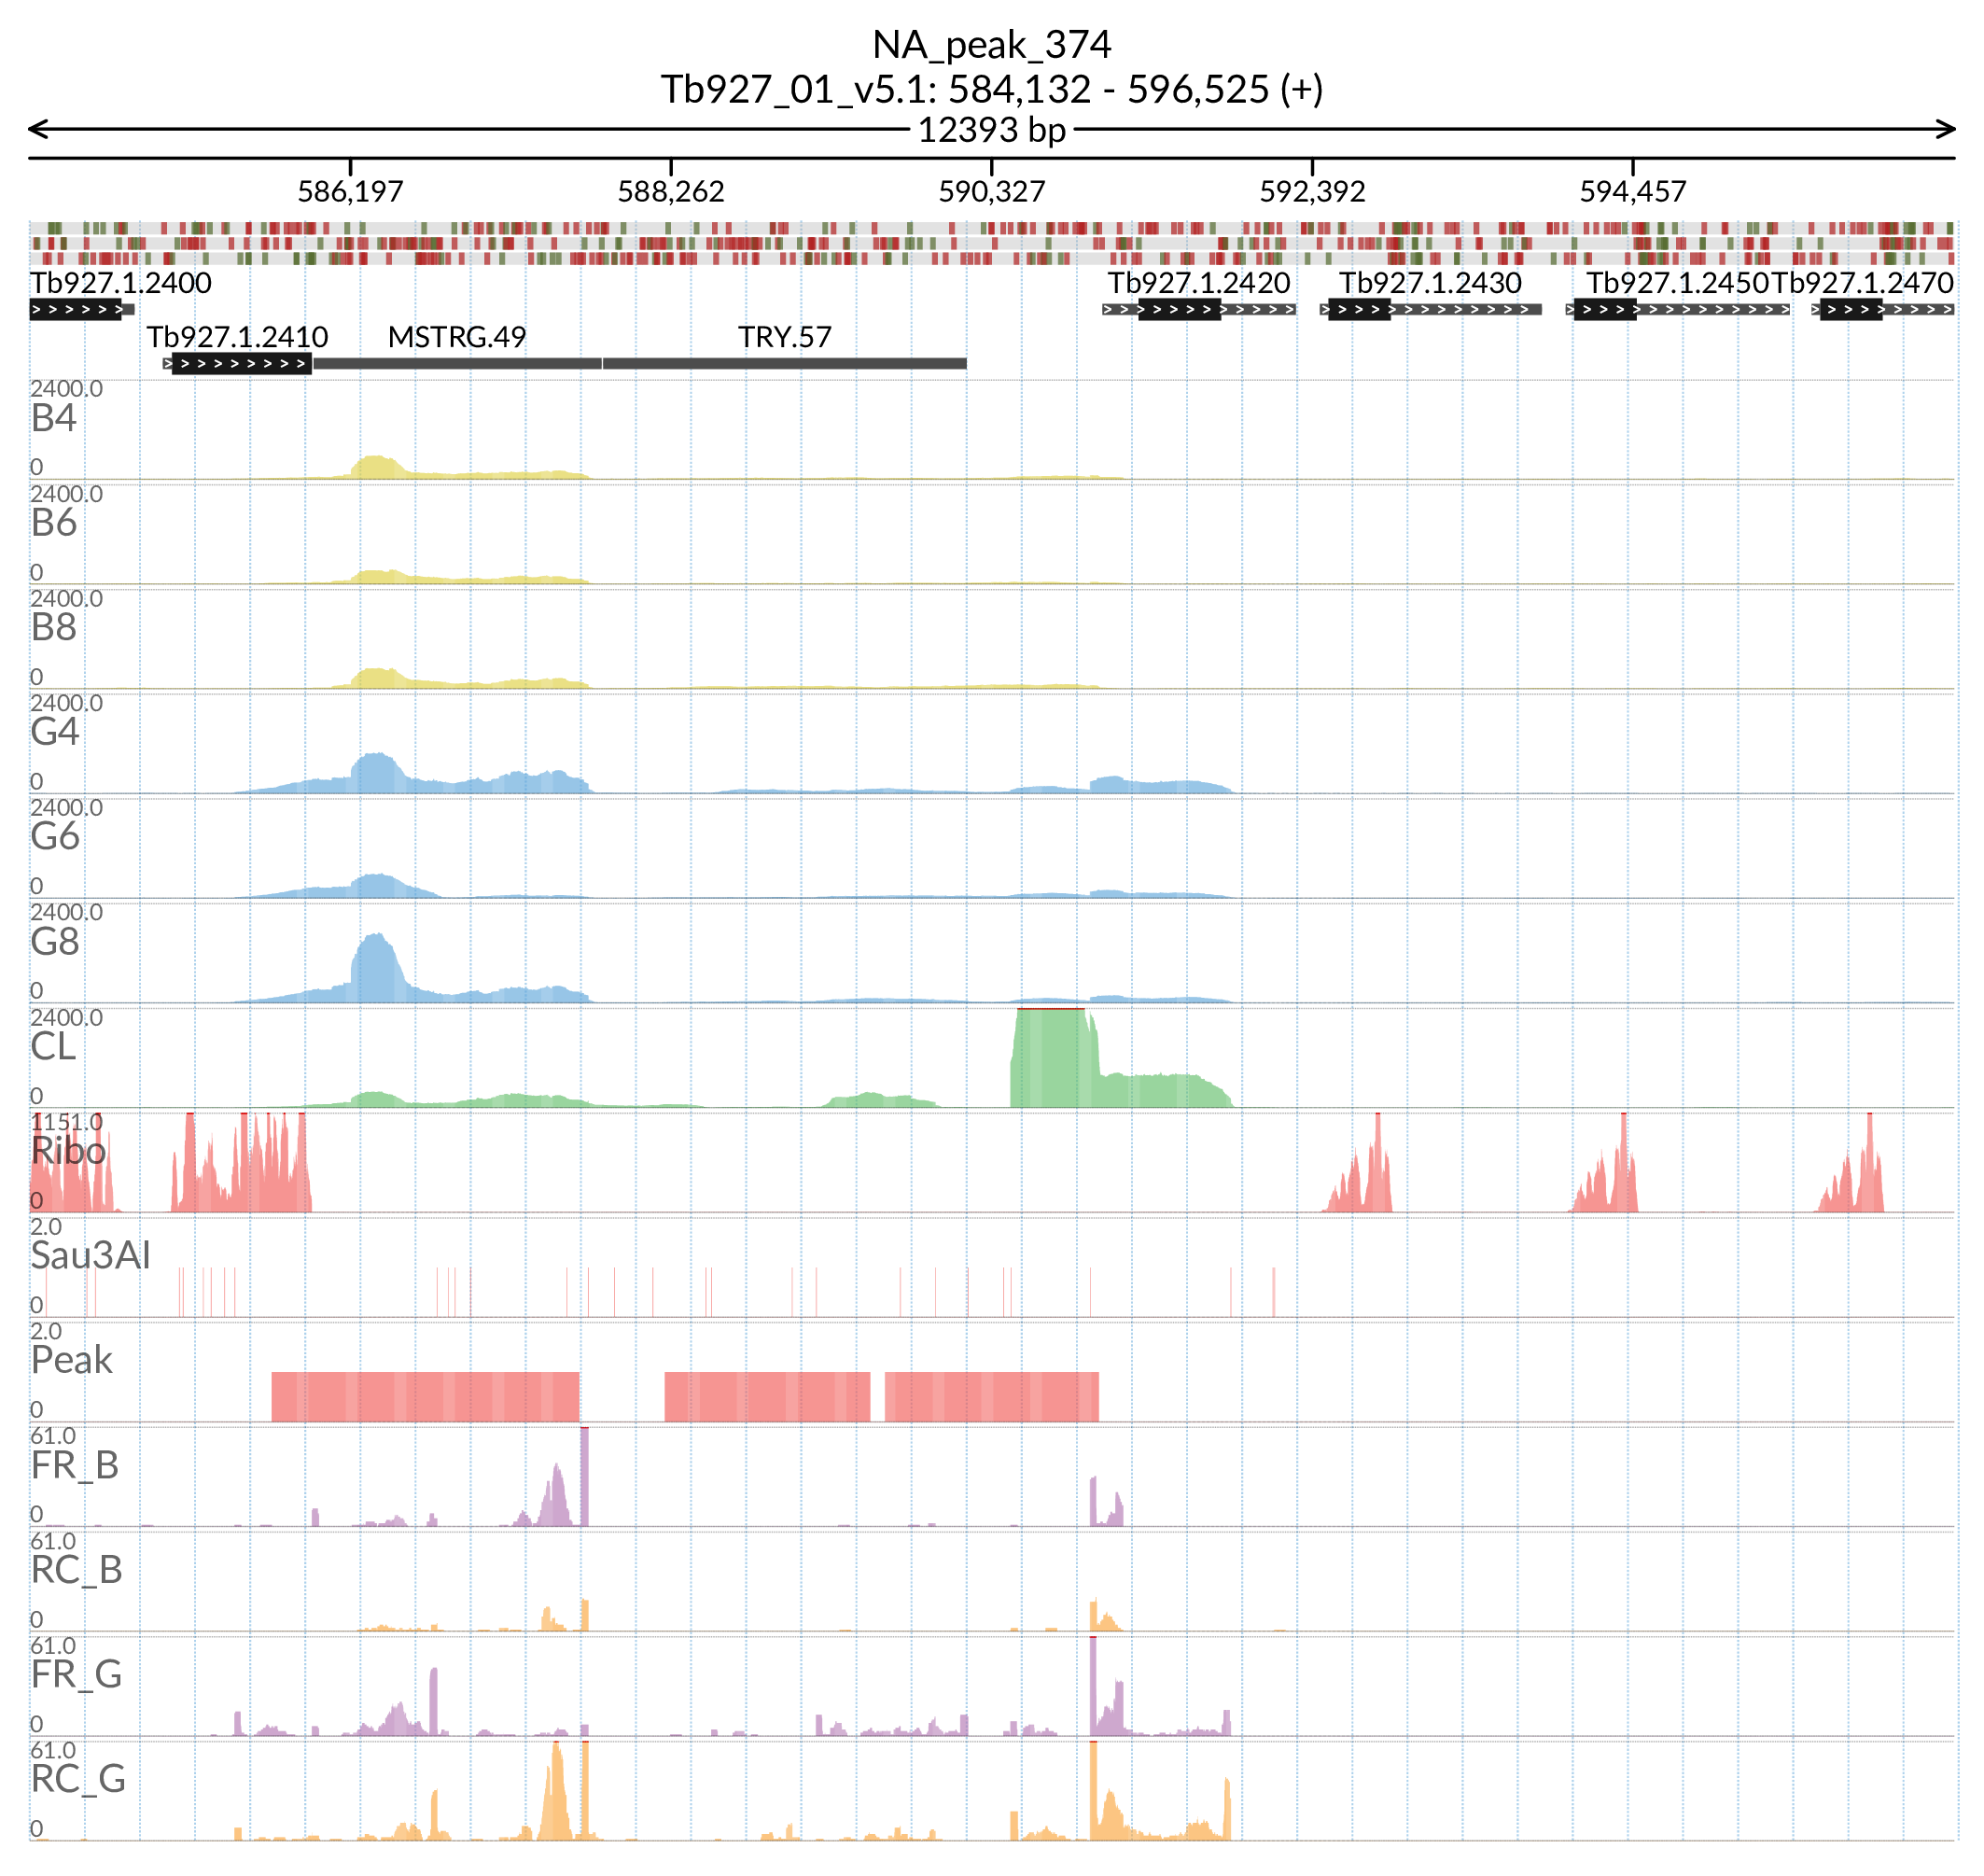 NA_peak_374
Tb927_01_v5.1: 584,132 - 596,525 (+)
12393 bp
586,197 588,262 590,327 592,392 594,457
Tb927.1.2400 Tb927.1.2420 Tb927.1.2430 Tb927.1.2450 Tb927.1.2470
Tb927.1.2410 MSTRG.49 TRY.57
2400.0
B4
0
2400.0
B6
0
2400.0
B8
0
2400.0
G4
0
2400.0
G6
0
2400.0
G8
0
2400.0
CL
0
1151.0
Ribo
0
2.0
Sau3AI
0
2.0
Peak
0
61.0
FR_B
0
61.0
RC_B
0
61.0
FR_G
0
61.0
RC_G
0